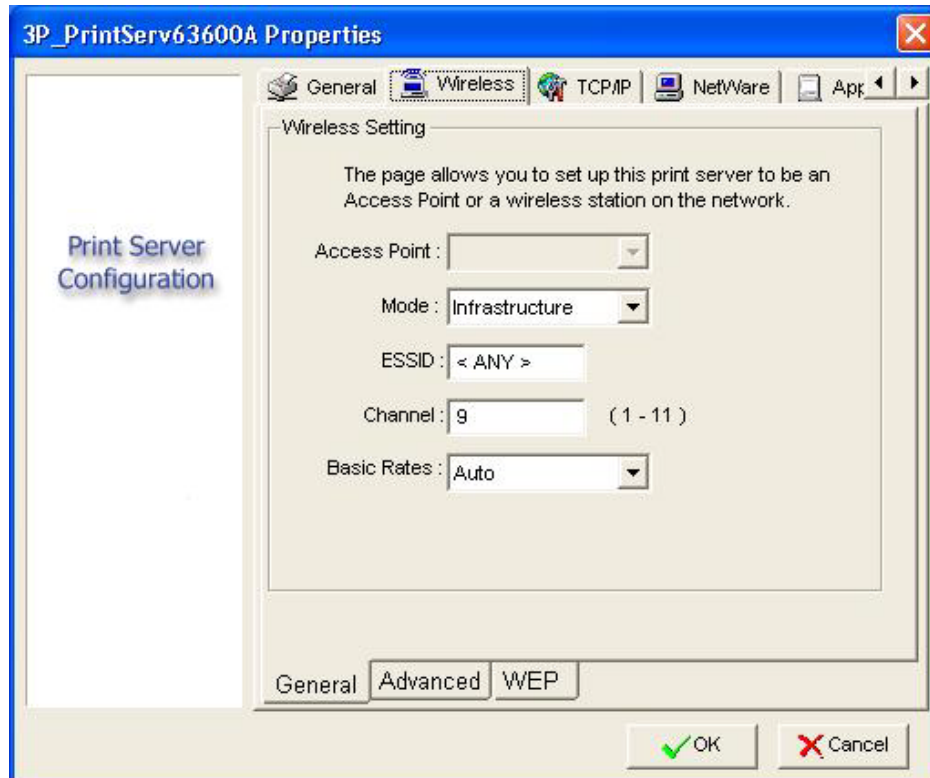 3P_PrintServ63600A Properties
General Wireless TCP/IP NetWare App
Wireless Setting
The page allows you to set up this print server to be an
Access Point or a wireless station on the network.
Print Server
Configuration
Access Point :
Mode : Infrastructure
ESSID : < ANY >
Channel : 9 ( 1 - 11 )
Basic Rates : Auto
General Advanced WEP
OK Cancel